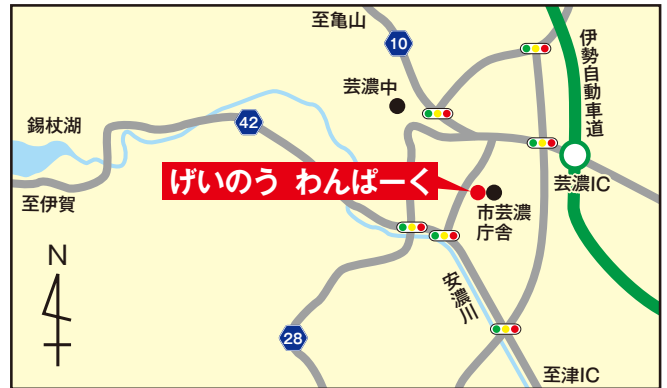 至亀山
10
伊勢自動車道
芸濃中
錫杖湖
42
げいのう わんぱーく
芸濃IC
至伊賀
市芸濃
庁舎
N
安濃川
28
至津IC